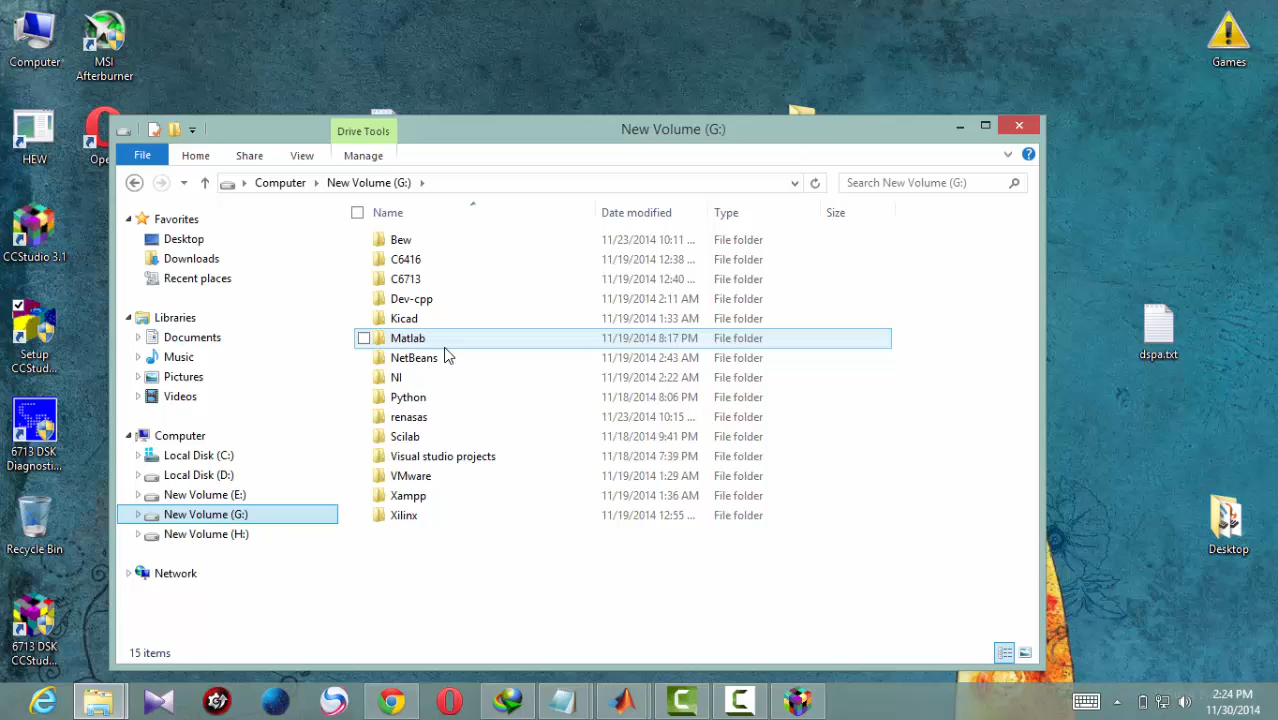 Computer
MSI
Afterburner
Games
HEW
Ope
CCStudio 3.1
Setup
CCStud...
6713 DSK
Diagnosti...
Recycle Bin
6713 DSK
CCStud...
dspa.txt
Desktop
Drive Tools
New Volume (G:)
File
Home
Share
View
Manage
Computer
New Volume (G:)
Search New Volume (G:)
Favorites
Desktop
Downloads
Recent places
Libraries
Documents
Music
Pictures
Videos
Computer
Local Disk (C:)
Local Disk (D:)
New Volume (E:)
New Volume (G:)
New Volume (H:)
Network
Name Date modified Type Size
Bew 11/23/2014 10:11 ... File folder
C6416 11/19/2014 12:38 ... File folder
C6713 11/19/2014 12:40 ... File folder
Dev-cpp 11/19/2014 2:11 AM File folder
Kicad 11/19/2014 1:33 AM File folder
Matlab 11/19/2014 8:17 PM File folder
NetBeans 11/19/2014 2:43 AM File folder
NI 11/19/2014 2:22 AM File folder
Python 11/18/2014 8:06 PM File folder
renasas 11/23/2014 10:15 ... File folder
Scilab 11/18/2014 9:41 PM File folder
Visual studio projects 11/18/2014 7:39 PM File folder
VMware 11/19/2014 1:29 AM File folder
Xampp 11/19/2014 1:36 AM File folder
Xilinx 11/19/2014 12:55 ... File folder
15 items
2:24 PM
11/30/2014